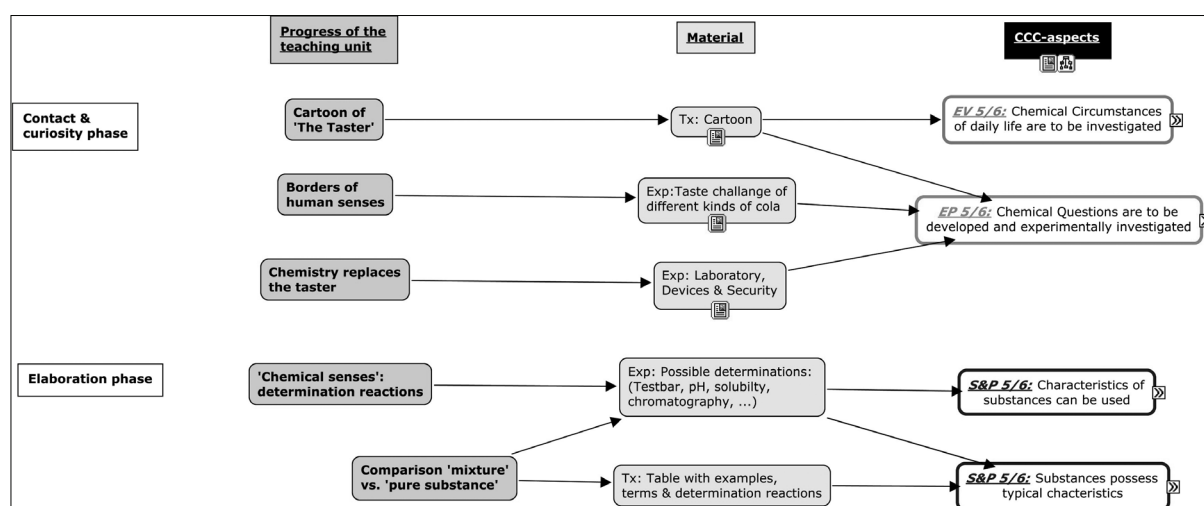 Progress of the
teaching unit
Material
CCC-aspects
Contact &
curiosity phase
Cartoon of
'The Taster'
Tx: Cartoon
EV 5/6: Chemical Circumstances
of daily life are to be investigated
Borders of
human senses
Exp:Taste challange of
different kinds of cola
EP 5/6: Chemical Questions are to be
developed and experimentally investigated
Chemistry replaces
the taster
Exp: Laboratory,
Devices & Security
Elaboration phase
'Chemical senses':
determination reactions
Exp: Possible determinations:
(Testbar, pH, solubilty,
chromatography, ...)
S&P 5/6: Characteristics of
substances can be used
Comparison 'mixture'
vs. 'pure substance'
Tx: Table with examples,
terms & determination reactions
S&P 5/6: Substances possess
typical chteristics